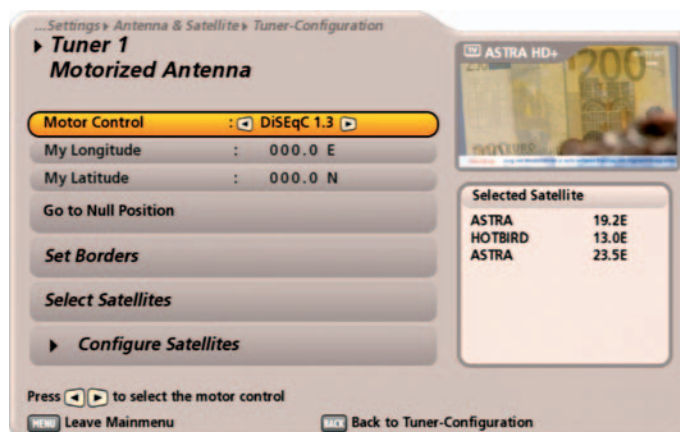 ...Settings▸ Antenna & Satellite▸ Tuner-Configuration
▸ Tuner 1
Motorized Antenna
TV ASTRA HD+
200
Motor Control : ◂ DiSEqC 1.3 ▸
My Longitude : 000.0 E
My Latitude : 000.0 N
Go to Null Position
Set Borders
Select Satellites
▸ Configure Satellites
Selected Satellite
ASTRA 19.2E
HOTBIRD 13.0E
ASTRA 23.5E
Press ◂ ▸ to select the motor control
MENU Leave Mainmenu
BACK Back to Tuner-Configuration